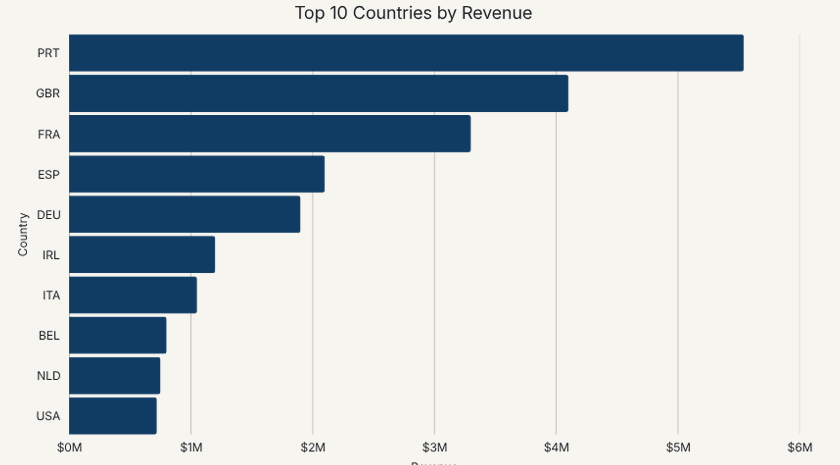 Top 10 Countries by Revenue
PRT
GBR
FRA
ESP
DEU
IRL
ITA
BEL
NLD
USA
Country
$0M $1M $2M $3M $4M $5M $6M